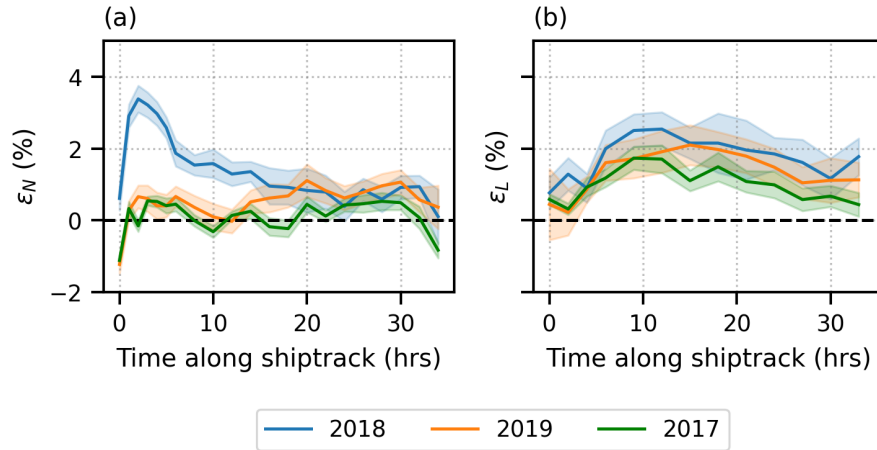 (a)
ε_N (%)
4
2
0
−2
0 10 20 30
Time along shiptrack (hrs)
(b)
ε_L (%)
0 10 20 30
Time along shiptrack (hrs)
2018 2019 2017